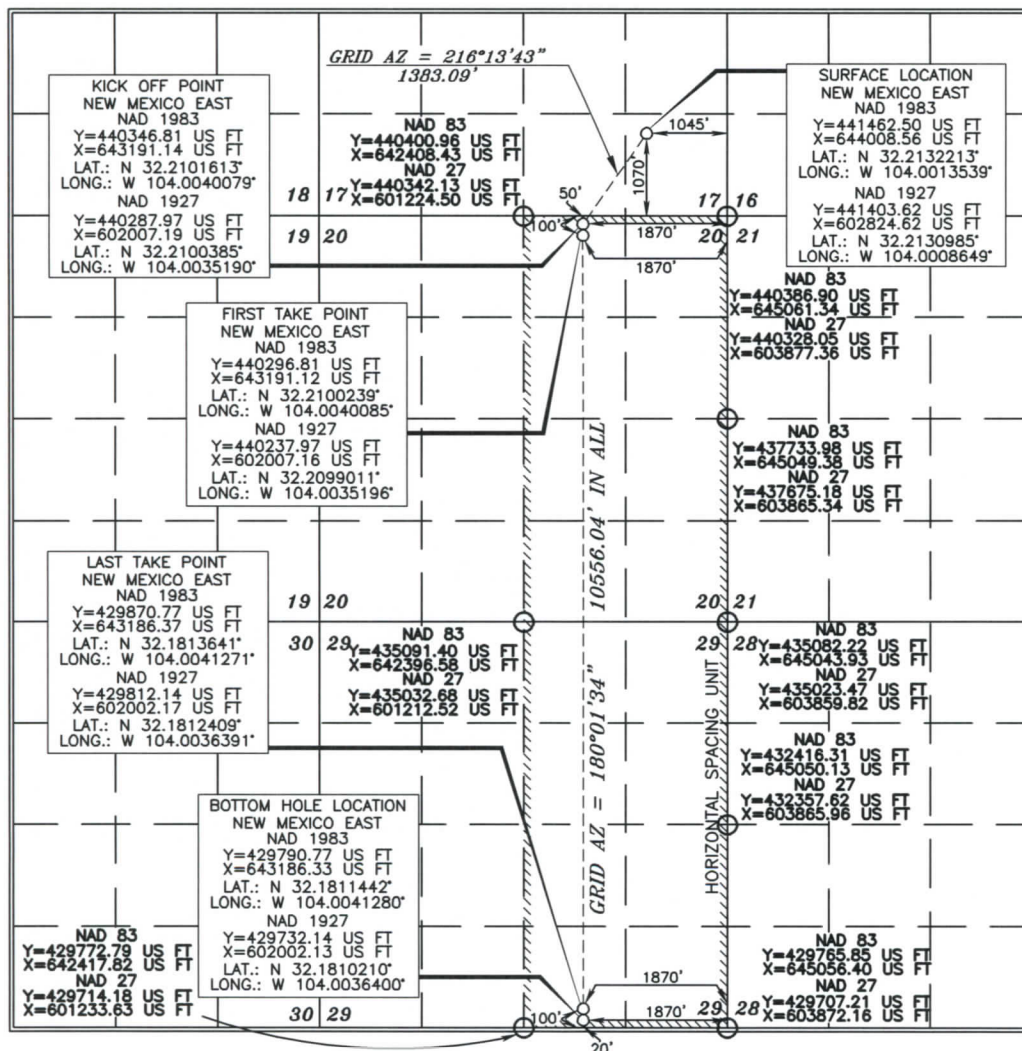 GRID AZ = 216°13'43"
1383.09'
KICK OFF POINT
NEW MEXICO EAST
NAD 1983
Y=440346.81 US FT
X=643191.14 US FT
LAT.: N 32.2101613°
LONG.: W 104.0040079°
NAD 1927
Y=440287.97 US FT
X=602007.19 US FT
LAT.: N 32.2100385°
LONG.: W 104.0035190°
NAD 83
Y=440400.96 US FT
X=642408.43 US FT
NAD 27
Y=440342.13 US FT
X=601224.50 US FT
SURFACE LOCATION
NEW MEXICO EAST
NAD 1983
Y=441462.50 US FT
X=644008.56 US FT
LAT.: N 32.2132213°
LONG.: W 104.0013539°
NAD 1927
Y=441403.62 US FT
X=602824.62 US FT
LAT.: N 32.2130985°
LONG.: W 104.0008649°
1045'
1070'
50'
100'
1870'
1870'
18 17
19 20
17 16
20 21
NAD 83
Y=440386.90 US FT
X=645061.34 US FT
NAD 27
Y=440328.05 US FT
X=603877.36 US FT
FIRST TAKE POINT
NEW MEXICO EAST
NAD 1983
Y=440296.81 US FT
X=643191.12 US FT
LAT.: N 32.2100239°
LONG.: W 104.0040085°
NAD 1927
Y=440237.97 US FT
X=602007.16 US FT
LAT.: N 32.2099011°
LONG.: W 104.0035196°
NAD 83
Y=437733.98 US FT
X=645049.38 US FT
NAD 27
Y=437675.18 US FT
X=603865.34 US FT
GRID AZ = 180°01'34" 10556.04' IN ALL
HORIZONTAL SPACING UNIT
LAST TAKE POINT
NEW MEXICO EAST
NAD 1983
Y=429870.77 US FT
X=643186.37 US FT
LAT.: N 32.1813641°
LONG.: W 104.0041271°
NAD 1927
Y=429812.14 US FT
X=602002.17 US FT
LAT.: N 32.1812409°
LONG.: W 104.0036391°
19 20
30 29
20 21
29 28
NAD 83
Y=435091.40 US FT
X=642396.58 US FT
NAD 27
Y=435032.68 US FT
X=601212.52 US FT
NAD 83
Y=435082.22 US FT
X=645043.93 US FT
NAD 27
Y=435023.47 US FT
X=603859.82 US FT
NAD 83
Y=432416.31 US FT
X=645050.13 US FT
NAD 27
Y=432357.62 US FT
X=603865.96 US FT
BOTTOM HOLE LOCATION
NEW MEXICO EAST
NAD 1983
Y=429790.77 US FT
X=643186.33 US FT
LAT.: N 32.1811442°
LONG.: W 104.0041280°
NAD 1927
Y=429732.14 US FT
X=602002.13 US FT
LAT.: N 32.1810210°
LONG.: W 104.0036400°
NAD 83
Y=429772.79 US FT
X=642417.82 US FT
NAD 27
Y=429714.18 US FT
X=601233.63 US FT
30 29
100'
20'
1870'
1870'
29 28
NAD 83
Y=429765.85 US FT
X=645056.40 US FT
NAD 27
Y=429707.21 US FT
X=603872.16 US FT